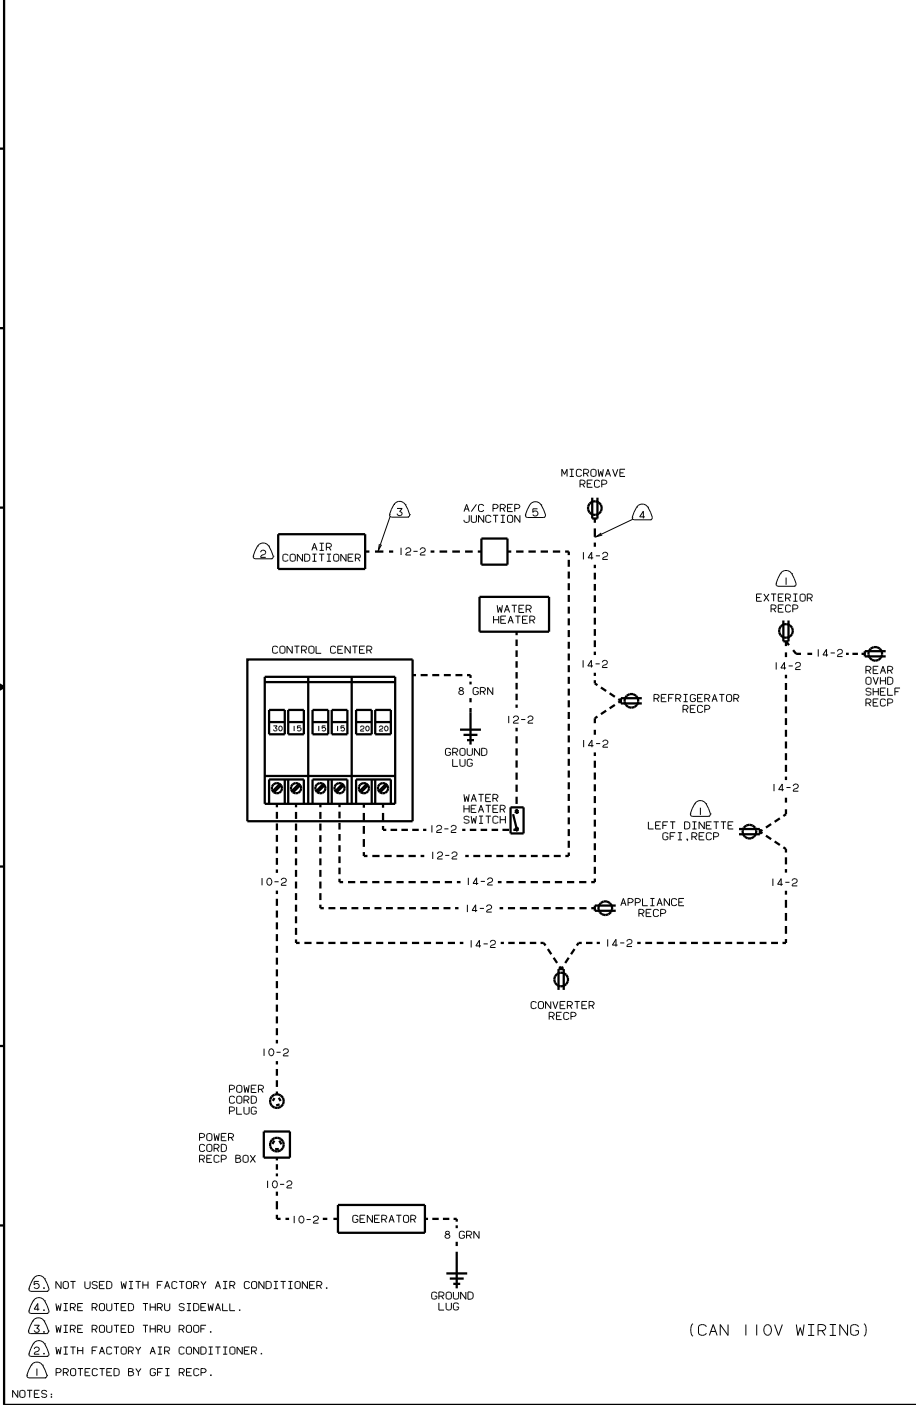 MICROWAVE
RECP
A/C PREP
JUNCTION
5
3
4
2
AIR
CONDITIONER
12-2
14-2
1
EXTERIOR
RECP
WATER
HEATER
CONTROL CENTER
14-2
14-2
14-2
REAR
OVHD
SHELF
RECP
8 GRN
REFRIGERATOR
RECP
12-2
30
15
15
15
20
20
GROUND
LUG
14-2
14-2
WATER
HEATER
SWITCH
1
LEFT DINETTE
GFI.RECP
12-2
12-2
10-2
14-2
14-2
14-2
APPLIANCE
RECP
14-2
14-2
CONVERTER
RECP
10-2
POWER
CORD
PLUG
POWER
CORD
RECP BOX
10-2
10-2
GENERATOR
8 GRN
GROUND
LUG
5. NOT USED WITH FACTORY AIR CONDITIONER.
4. WIRE ROUTED THRU SIDEWALL.
3. WIRE ROUTED THRU ROOF.
2. WITH FACTORY AIR CONDITIONER.
1 PROTECTED BY GFI RECP.
NOTES:
(CAN 110V WIRING)